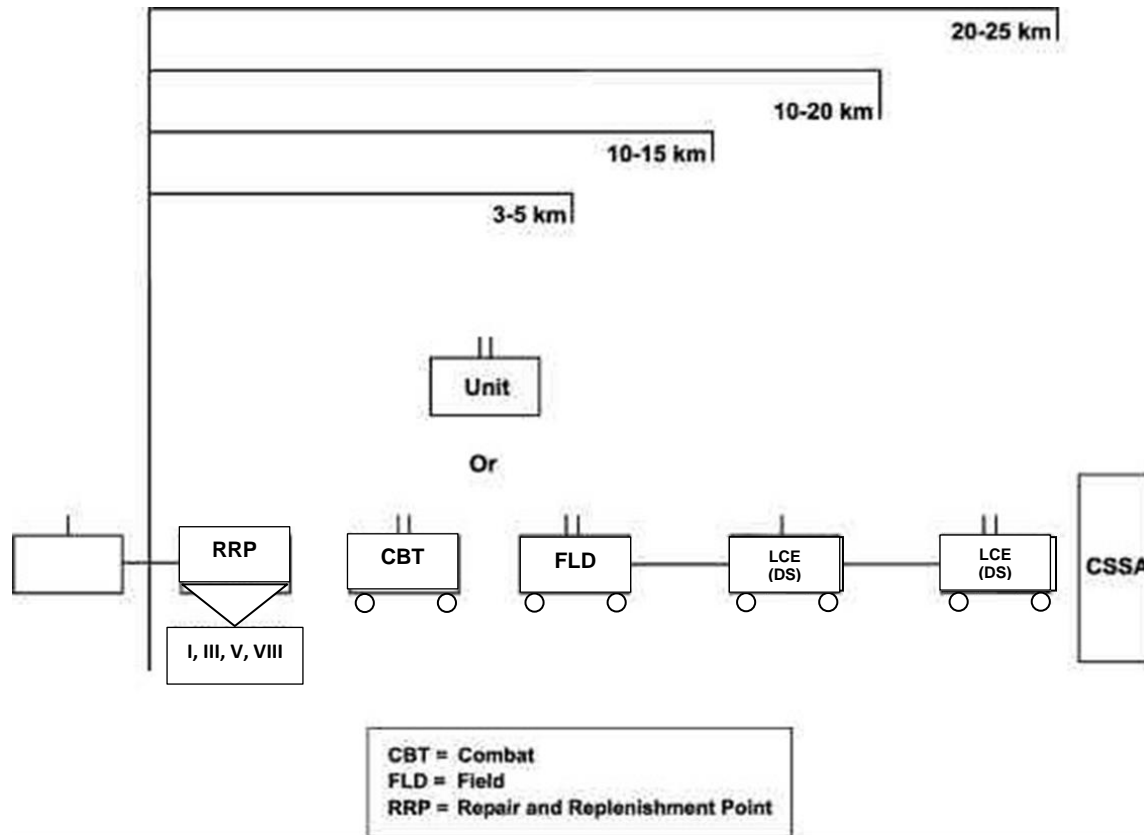 20-25 km
10-20 km
10-15 km
3-5 km
Unit
Or
RRP
CBT
FLD
LCE
(DS)
LCE
(DS)
CSSA
I, III, V, VIII
CBT = Combat
FLD = Field
RRP = Repair and Replenishment Point